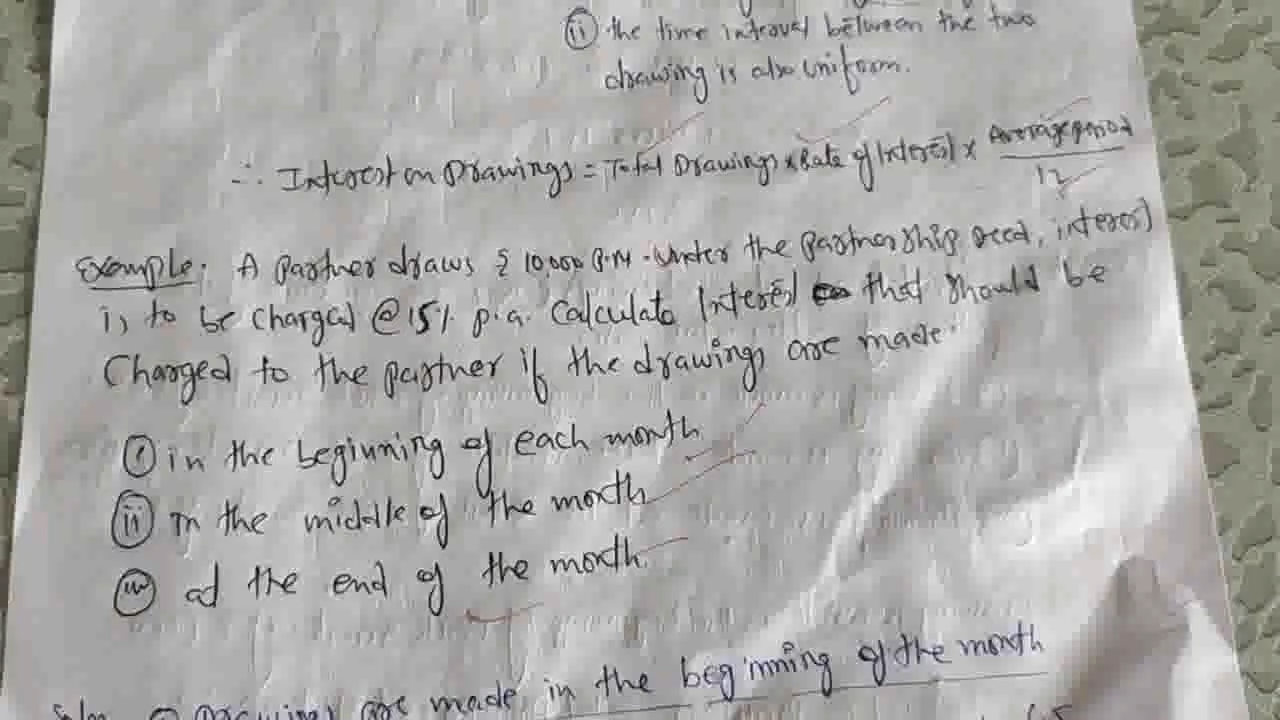 (ii) the time interval between the two
drawing is also uniform.
∴ Interest on Drawings = Total Drawings x Rate of Interest x Average period
12
Example: A partner draws ₹ 10000 P.M. Under the partnership deed, interest
is to be charged @ 15% p.a. Calculate Interest that should be
Charged to the partner if the drawings are made
(i) in the beginning of each month
(ii) in the middle of the month
(iii) at the end of the month
Drawings are made in the beginning of the month